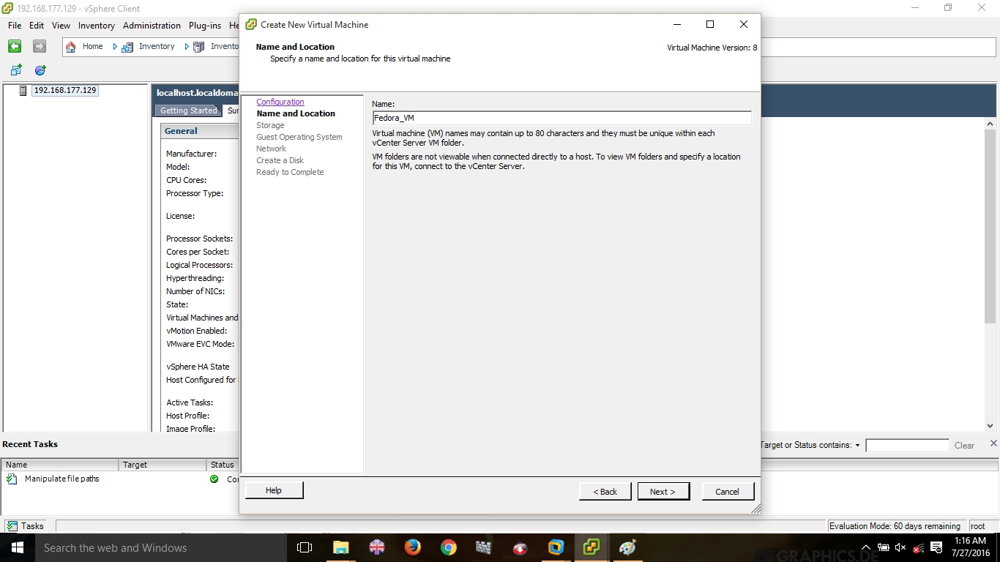 192.168.177.129 - vSphere Client
File Edit View Inventory Administration Plug-ins
Home Inventory
192.168.177.129
Getting Started
General
Manufacturer:
Model:
CPU Cores:
Processor Type:
License:
Processor Sockets:
Cores per Socket:
Logical Processors:
Hyperthreading:
Number of NICs:
State:
Virtual Machines and
vMotion Enabled:
VMware EVC Mode:
vSphere HA State
Host Configured for
Active Tasks:
Host Profile:
Image Profile:
Create New Virtual Machine
Name and Location
Specify a name and location for this virtual machine
Virtual Machine Version: 8
Configuration
Name and Location
Storage
Guest Operating System
Network
Create a Disk
Ready to Complete
Name:
Fedora_VM
Virtual machine (VM) names may contain up to 80 characters and they must be unique within each
vCenter Server VM folder.
VM folders are not viewable when connected directly to a host. To view VM folders and specify a location
for this VM, connect to the vCenter Server.
Help
< Back Next > Cancel
Recent Tasks
Target or Status contains: Clear
Name Target Status
Manipulate file paths
Tasks
Evaluation Mode: 60 days remaining root
Search the web and Windows
1:16 AM
7/27/2016